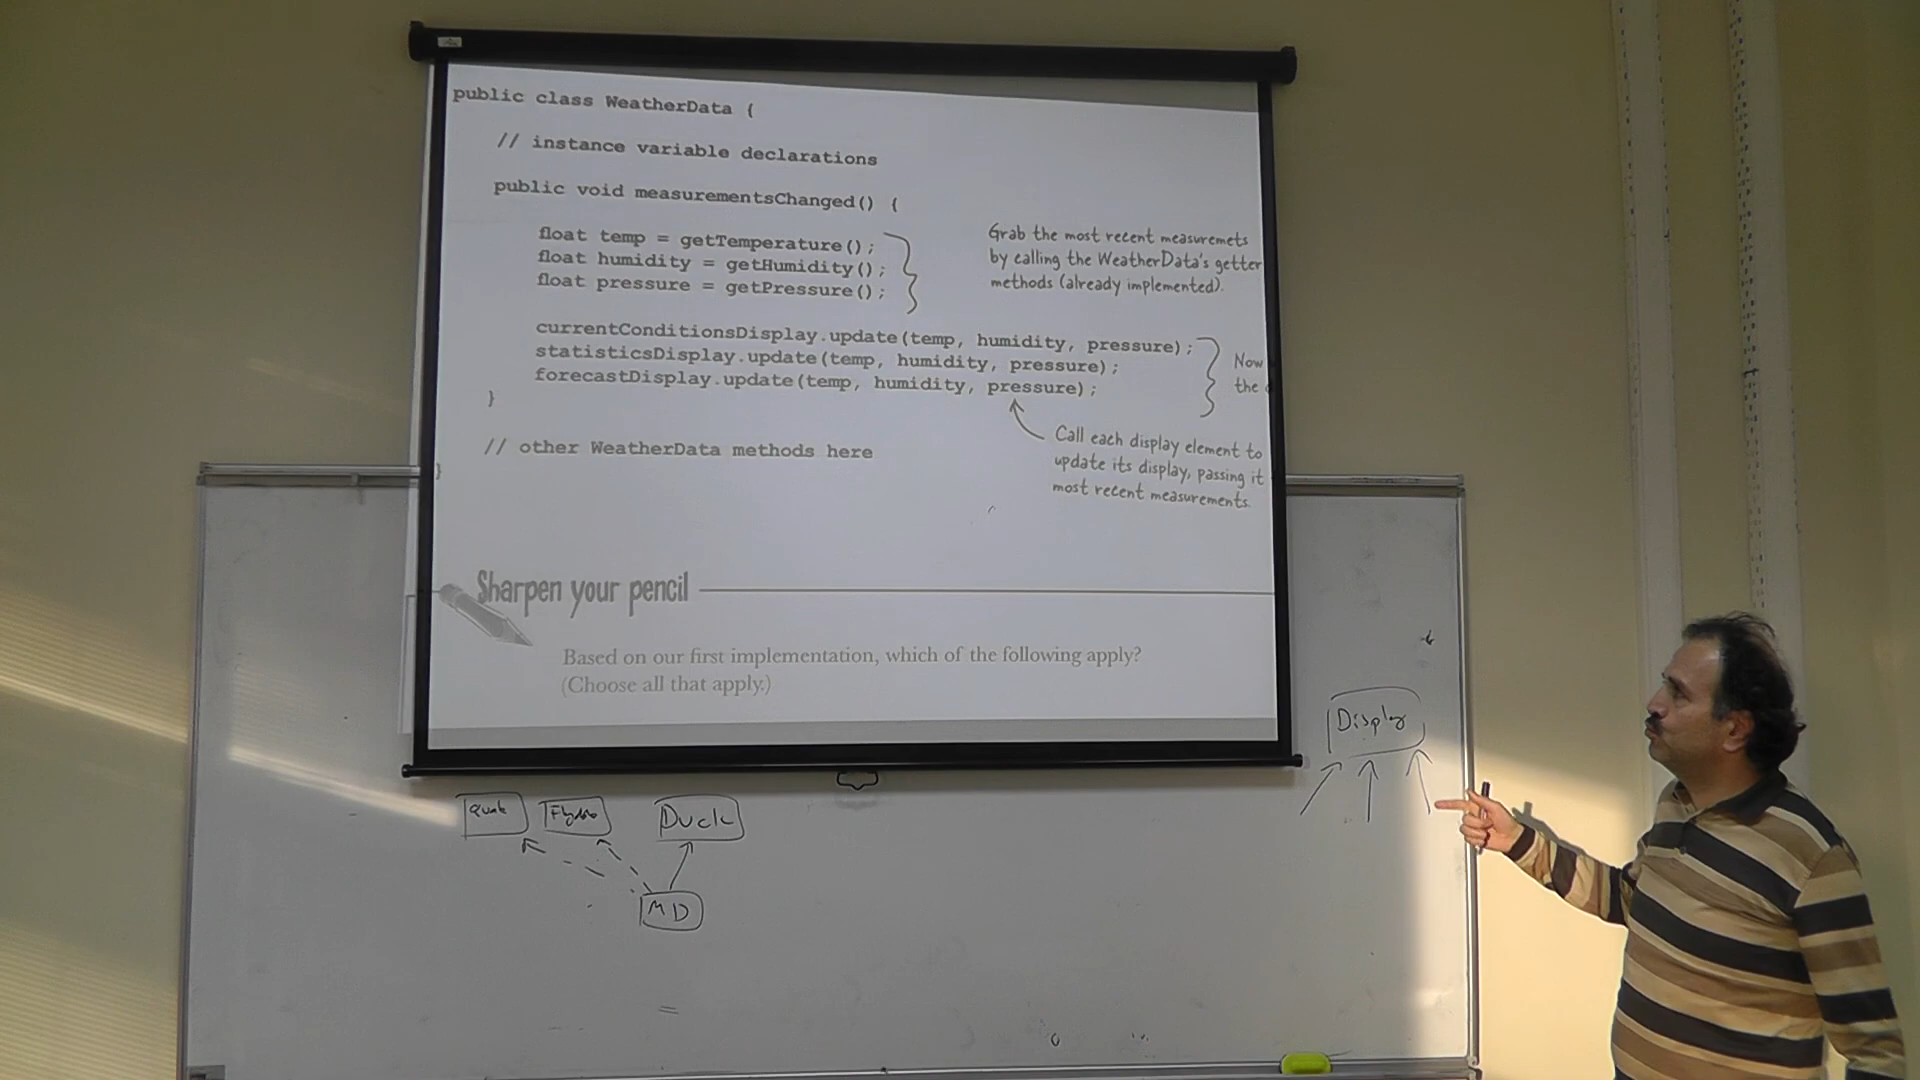 public class WeatherData {
// instance variable declarations
public void measurementsChanged() {
float temp = getTemperature();
float humidity = getHumidity();
float pressure = getPressure();
Grab the most recent measuremets
by calling the WeatherData's getter
methods (already implemented).
currentConditionsDisplay.update(temp, humidity, pressure);
statisticsDisplay.update(temp, humidity, pressure);
forecastDisplay.update(temp, humidity, pressure);
Now
the
}
Call each display element to
update its display, passing it
most recent measurements.
// other WeatherData methods here
}
Sharpen your pencil
Based on our first implementation, which of the following apply?
(Choose all that apply.)
Display
Duck
MD